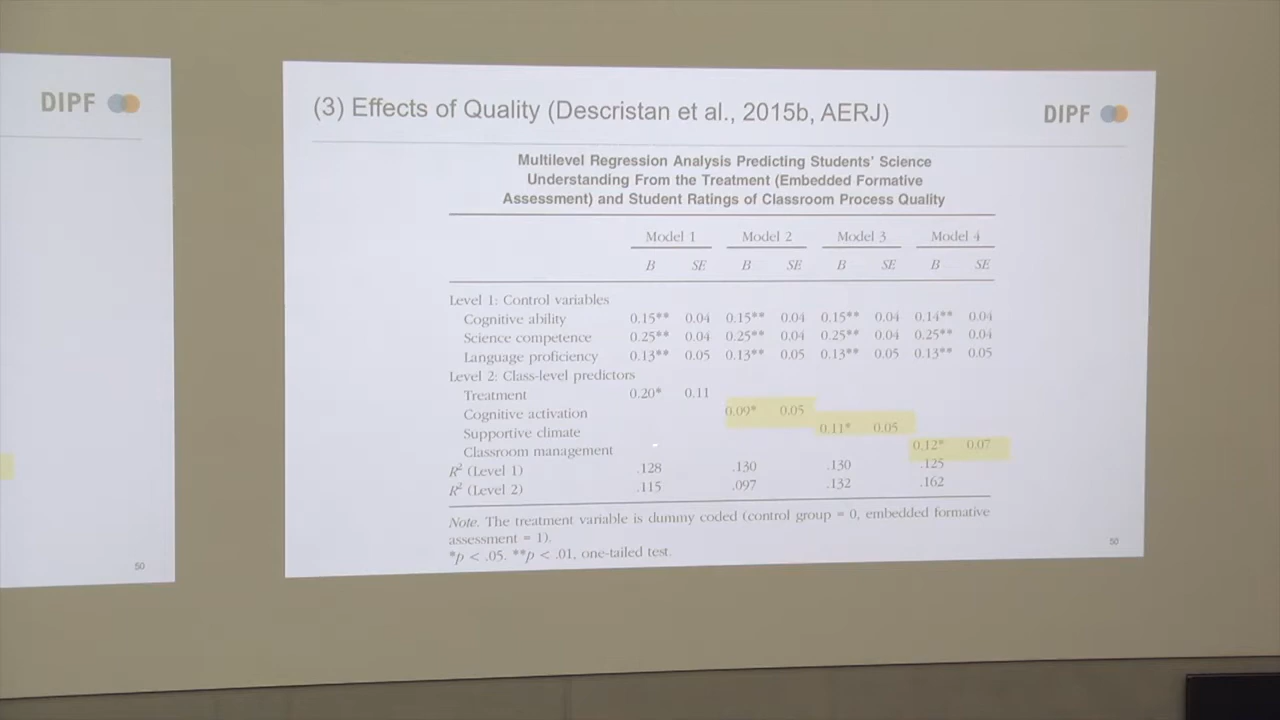 DIPF
50
(3) Effects of Quality (Descristan et al., 2015b, AERJ)
DIPF
Multilevel Regression Analysis Predicting Students' Science
Understanding From the Treatment (Embedded Formative
Assessment) and Student Ratings of Classroom Process Quality
Model 1 Model 2 Model 3 Model 4
B SE B SE B SE B SE
Level 1: Control variables
Cognitive ability 0.15** 0.04 0.15** 0.04 0.15** 0.04 0.14** 0.04
Science competence 0.25** 0.04 0.25** 0.04 0.25** 0.04 0.25** 0.04
Language proficiency 0.13** 0.05 0.13** 0.05 0.13** 0.05 0.13** 0.05
Level 2: Class-level predictors
Treatment 0.20* 0.11
Cognitive activation 0.09* 0.05
Supportive climate 0.11* 0.05
Classroom management 0.12* 0.07
R² (Level 1) .128 .130 .130 .125
R² (Level 2) .115 .097 .132 .162
Note. The treatment variable is dummy coded (control group = 0, embedded formative
assessment = 1).
*p < .05. **p < .01, one-tailed test.
50